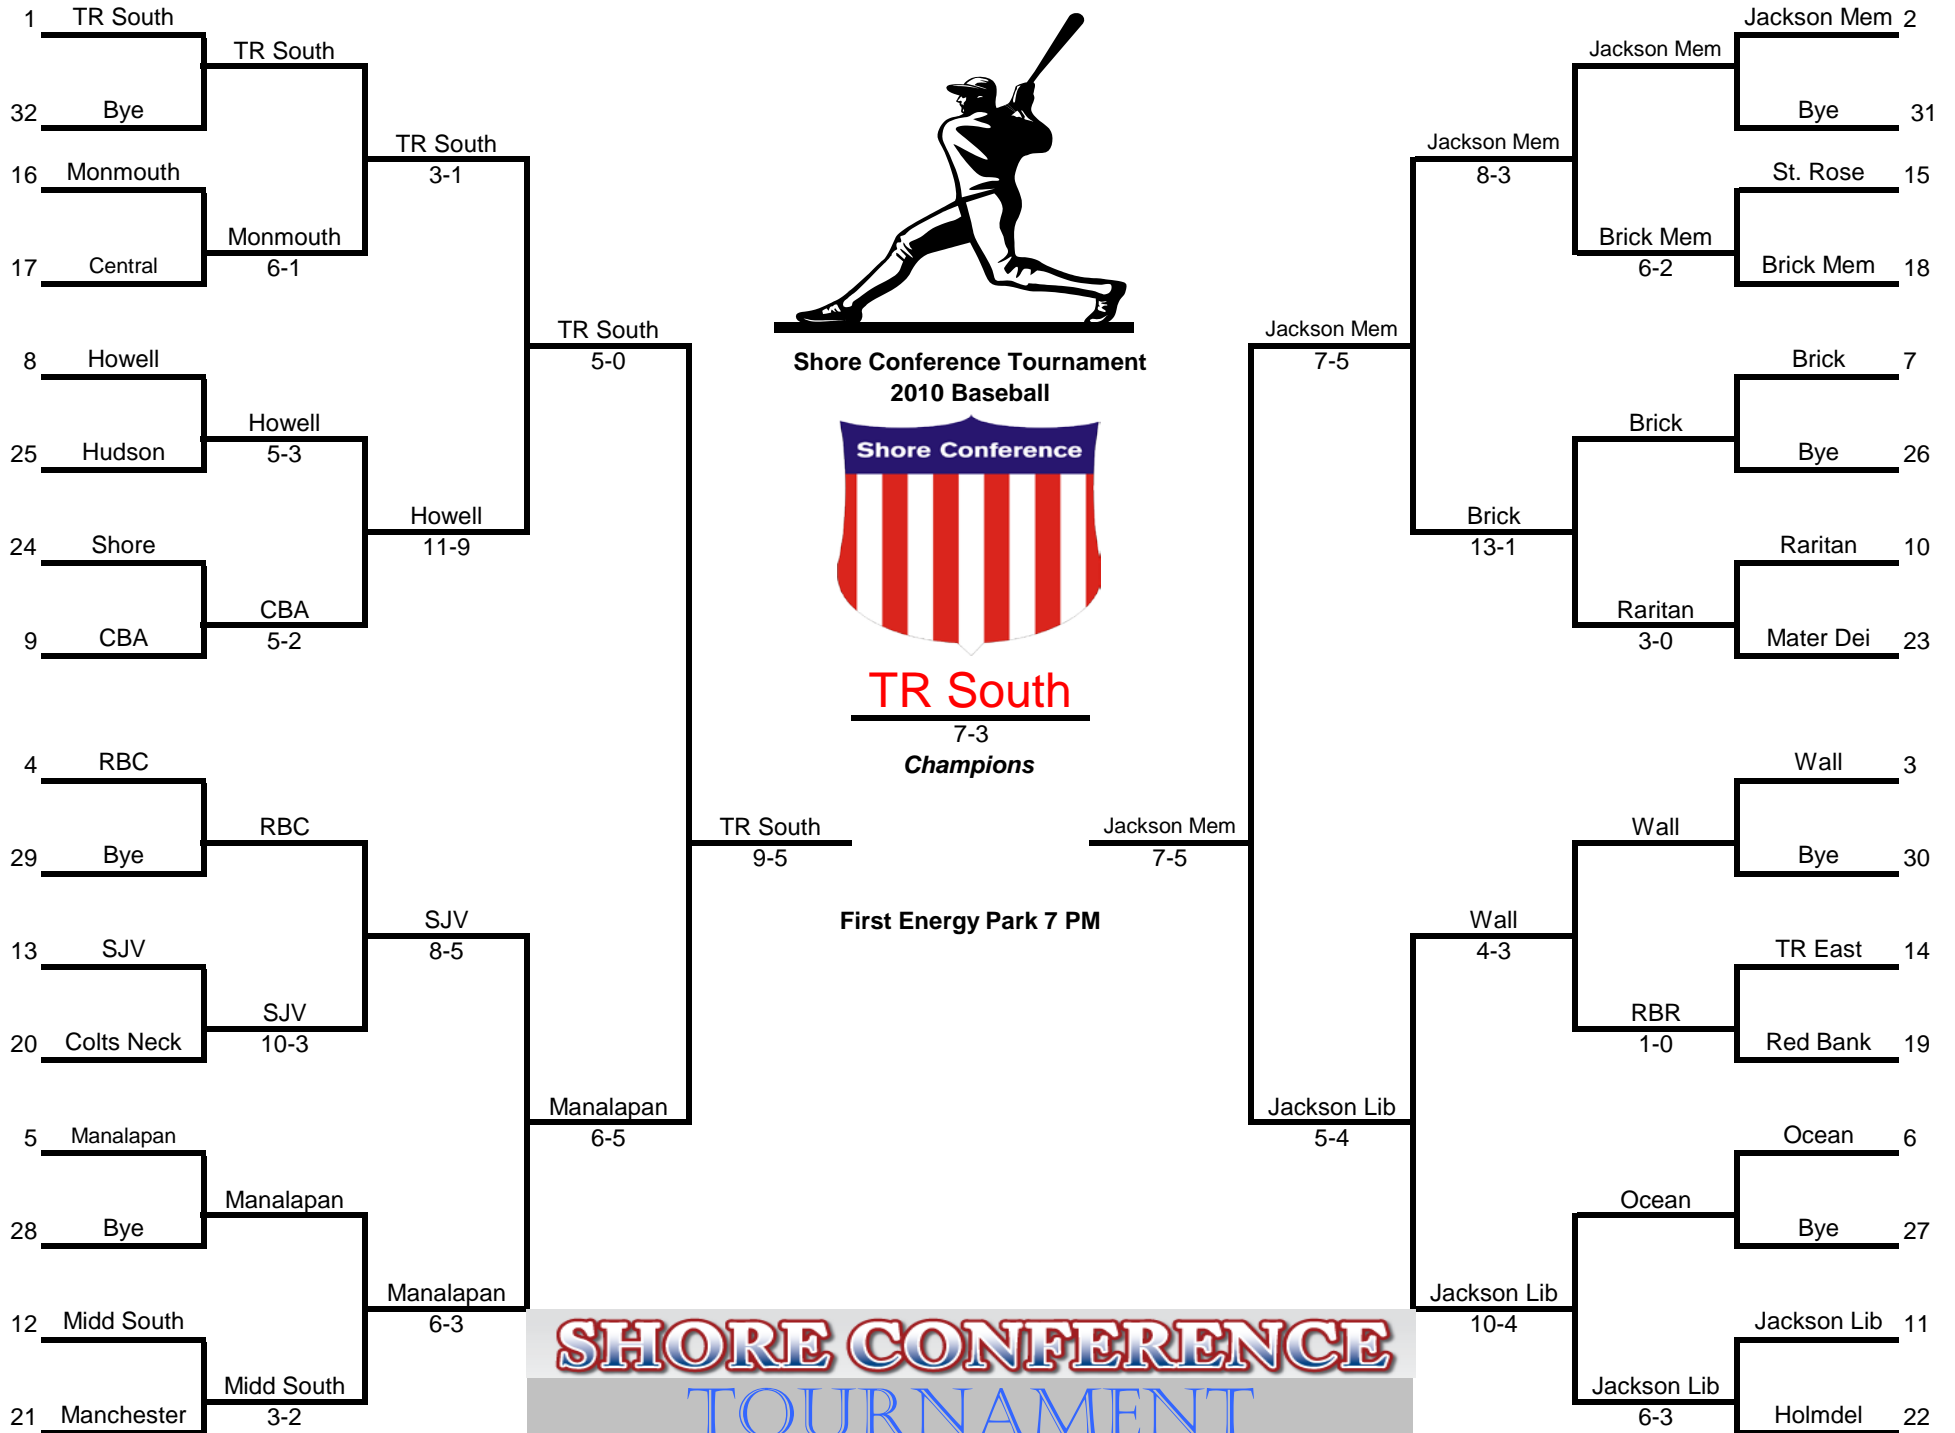 1 TR South
TR South
32 Bye
TR South
3-1
16 Monmouth
Monmouth
6-1
17 Central
TR South
5-0
8 Howell
Howell
5-3
25 Hudson
Howell
11-9
24 Shore
CBA
5-2
9 CBA
4 RBC
RBC
29 Bye
SJV
8-5
13 SJV
SJV
10-3
20 Colts Neck
Manalapan
6-5
5 Manalapan
Manalapan
28 Bye
Manalapan
6-3
12 Midd South
Midd South
3-2
21 Manchester
TR South
9-5
Shore Conference Tournament
2010 Baseball
Shore Conference
TR South
7-3
Champions
First Energy Park 7 PM
SHORE CONFERENCE
TOURNAMENT
Jackson Mem
7-5
Jackson Mem 2
Jackson Mem
Bye 31
Jackson Mem
8-3
St. Rose 15
Brick Mem
6-2
Brick Mem 18
Jackson Mem
7-5
Brick 7
Brick
Bye 26
Brick
13-1
Raritan 10
Raritan
3-0
Mater Dei 23
Wall 3
Wall
Bye 30
Wall
4-3
TR East 14
RBR
1-0
Red Bank 19
Jackson Lib
5-4
Ocean 6
Ocean
Bye 27
Jackson Lib
10-4
Jackson Lib 11
Jackson Lib
6-3
Holmdel 22